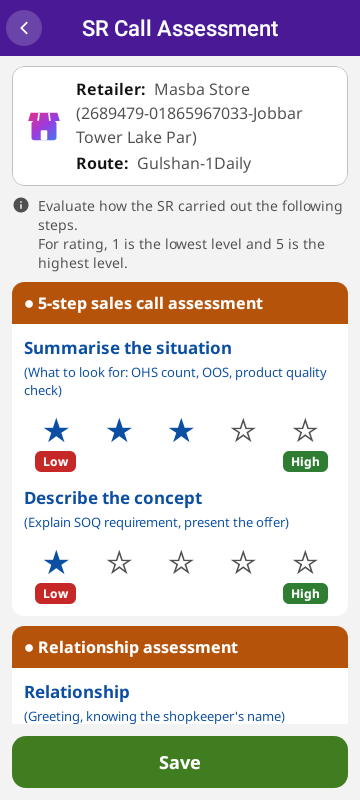 SR Call Assessment
Retailer: Masba Store
(2689479-01865967033-Jobbar
Tower Lake Par)
Route: Gulshan-1Daily
Evaluate how the SR carried out the following
steps.
For rating, 1 is the lowest level and 5 is the
highest level.
• 5-step sales call assessment
Summarise the situation
(What to look for: OHS count, OOS, product quality
check)
Low High
Describe the concept
(Explain SOQ requirement, present the offer)
Low High
• Relationship assessment
Relationship
(Greeting, knowing the shopkeeper's name)
Save